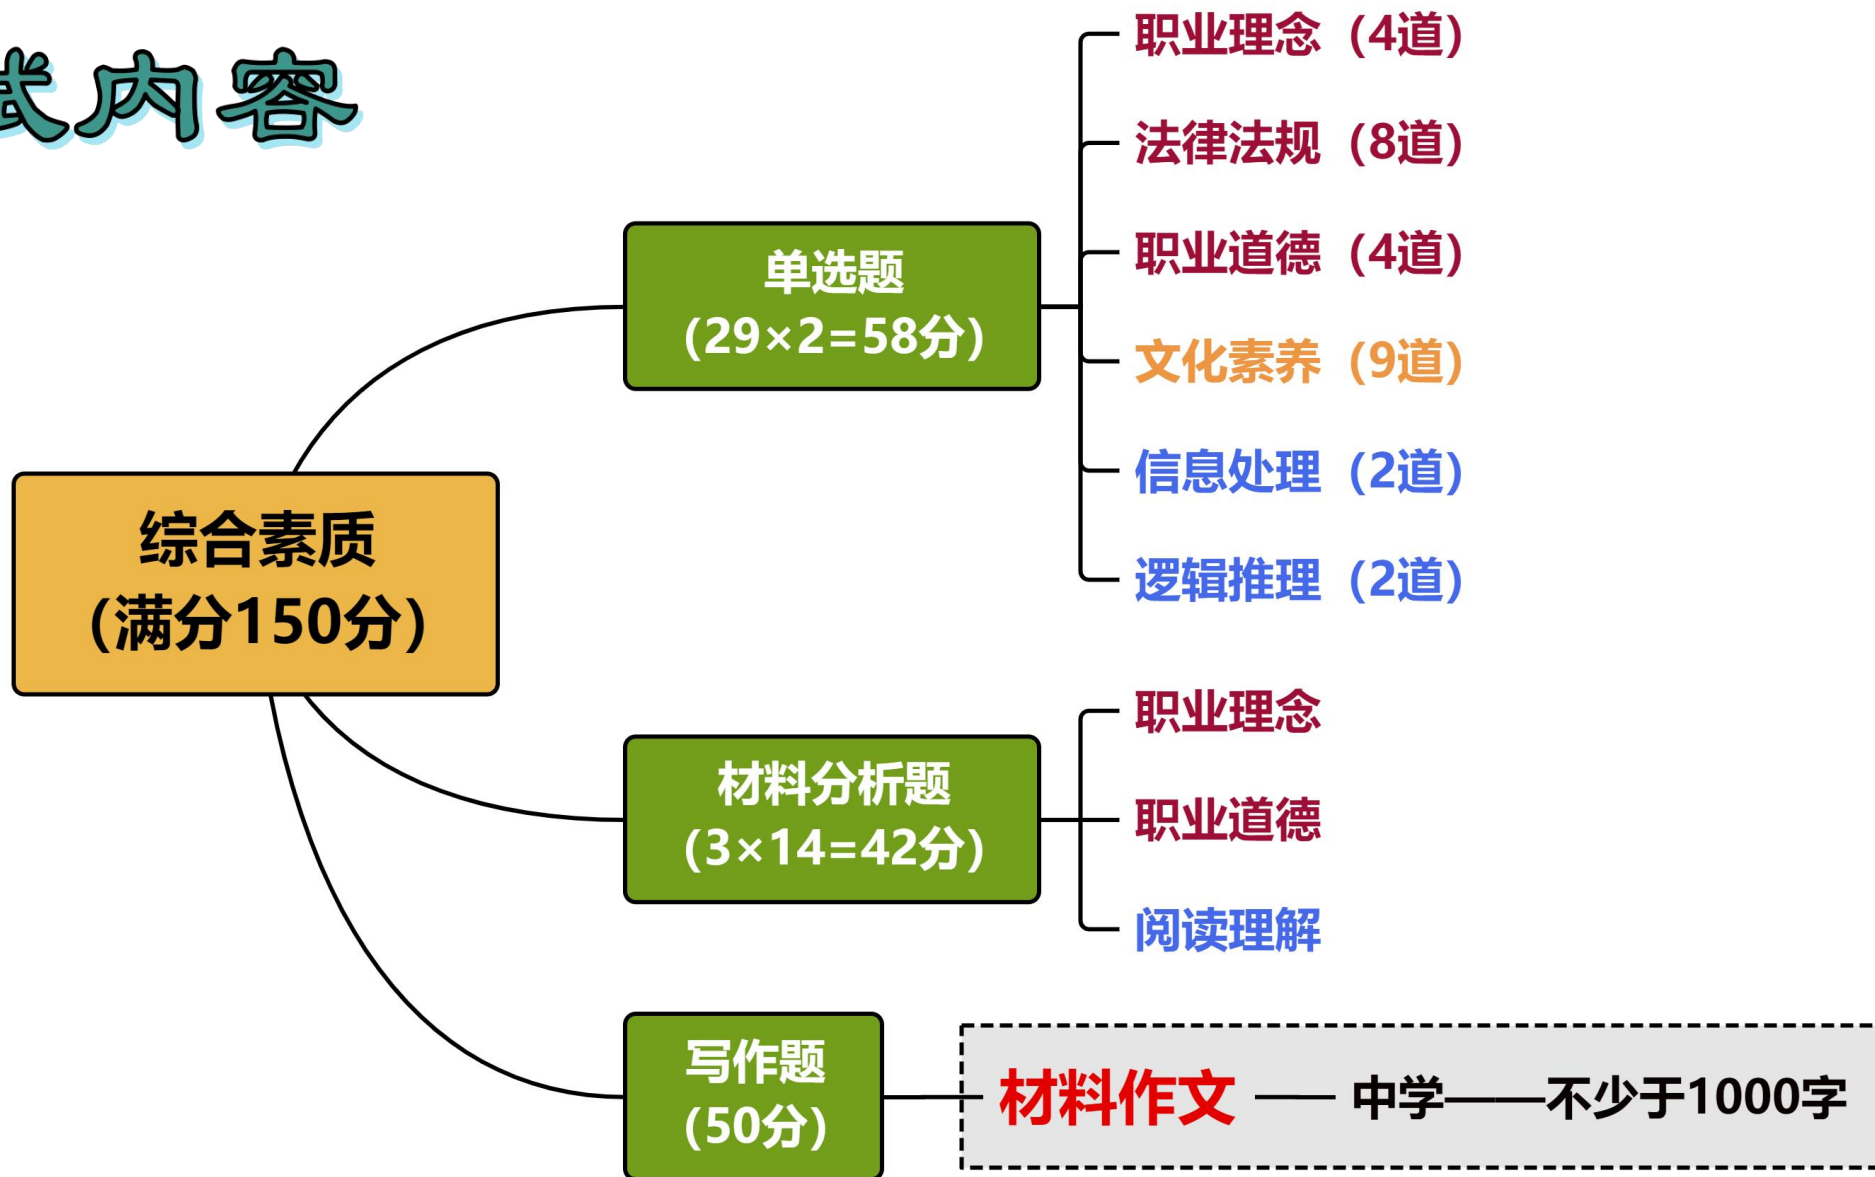 试内容
综合素质
(满分150分)
单选题
(29×2=58分)
职业理念 (4道)
法律法规 (8道)
职业道德 (4道)
文化素养 (9道)
信息处理 (2道)
逻辑推理 (2道)
材料分析题
(3×14=42分)
职业理念
职业道德
阅读理解
写作题
(50分)
材料作文 —— 中学——不少于1000字